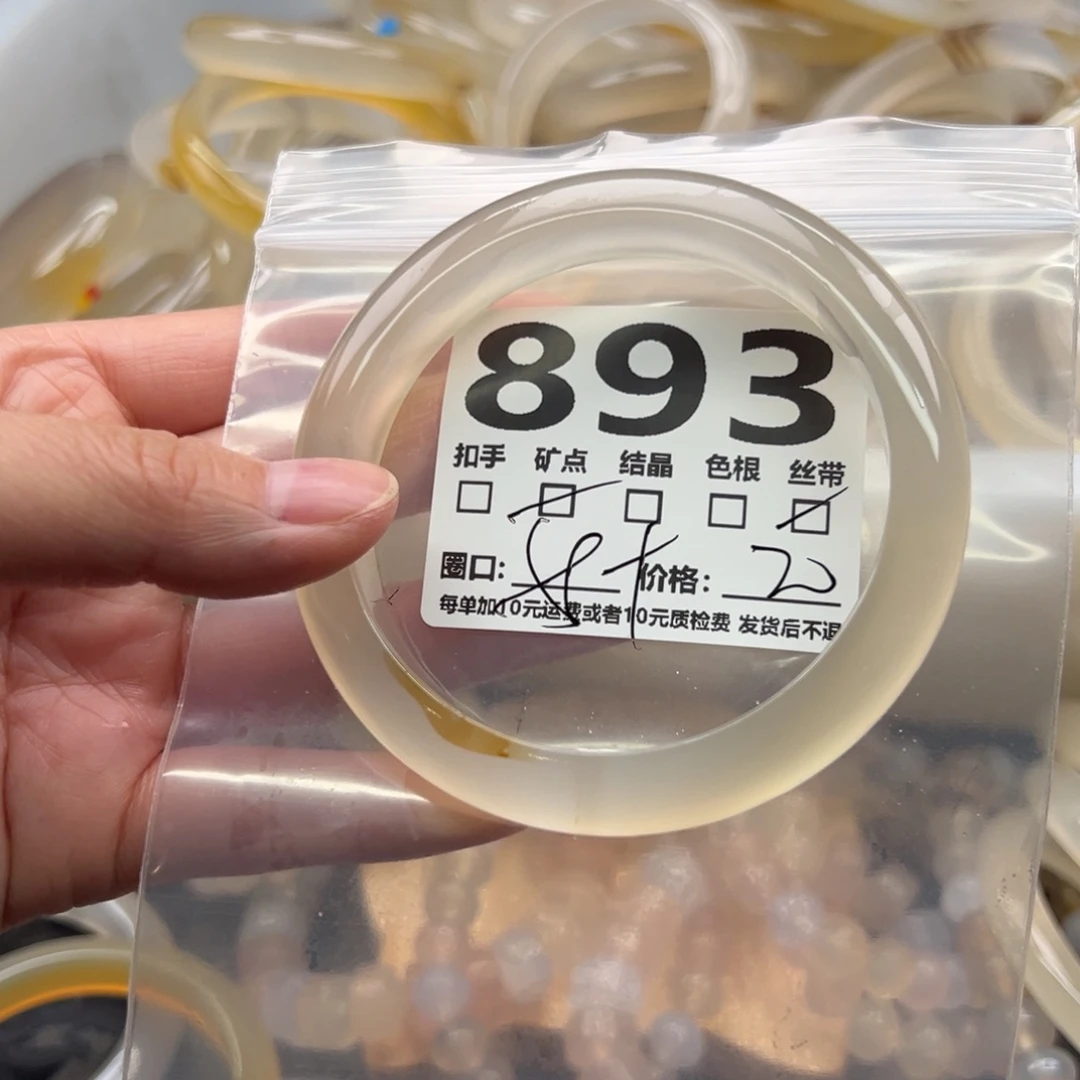 893
扣手 矿点 结晶 色根 丝带
圈口: 价格: 20
每单加10元运费或者10元质检费 发货后不退